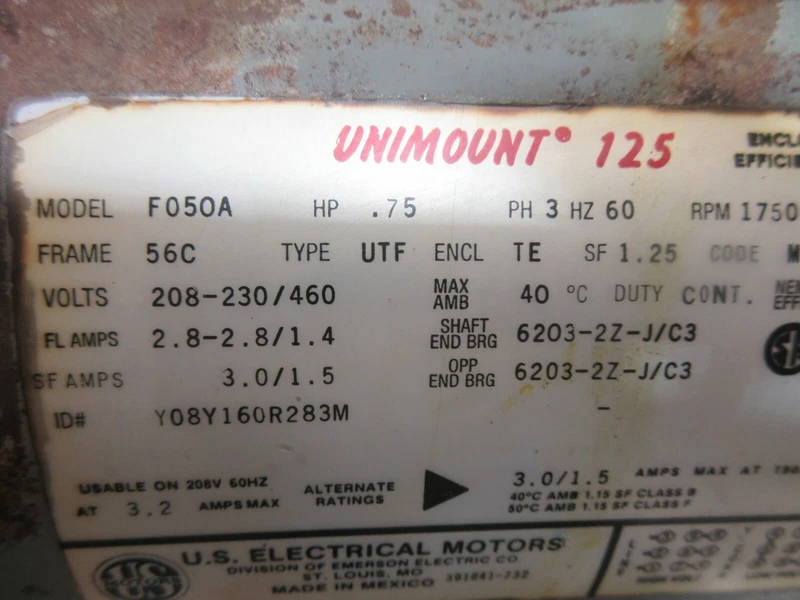 UNIMOUNT® 125
MODEL F050A HP .75 PH 3 HZ 60 RPM 1750
FRAME 56C TYPE UTF ENCL TE SF 1.25 CODE M
VOLTS 208-230/460 MAX AMB 40 °C DUTY CONT.
FL AMPS 2.8-2.8/1.4 SHAFT END BRG 6203-2Z-J/C3
SF AMPS 3.0/1.5 OPP END BRG 6203-2Z-J/C3
ID# Y08Y160R283M -
USABLE ON 208V 60HZ
AT 3.2 AMPS MAX
ALTERNATE
RATINGS
3.0/1.5 AMPS MAX AT
40°C AMB 1.15 SF CLASS B
50°C AMB 1.15 SF CLASS F
U.S. ELECTRICAL MOTORS
DIVISION OF EMERSON ELECTRIC CO.
ST. LOUIS, MO
MADE IN MEXICO 391841-732